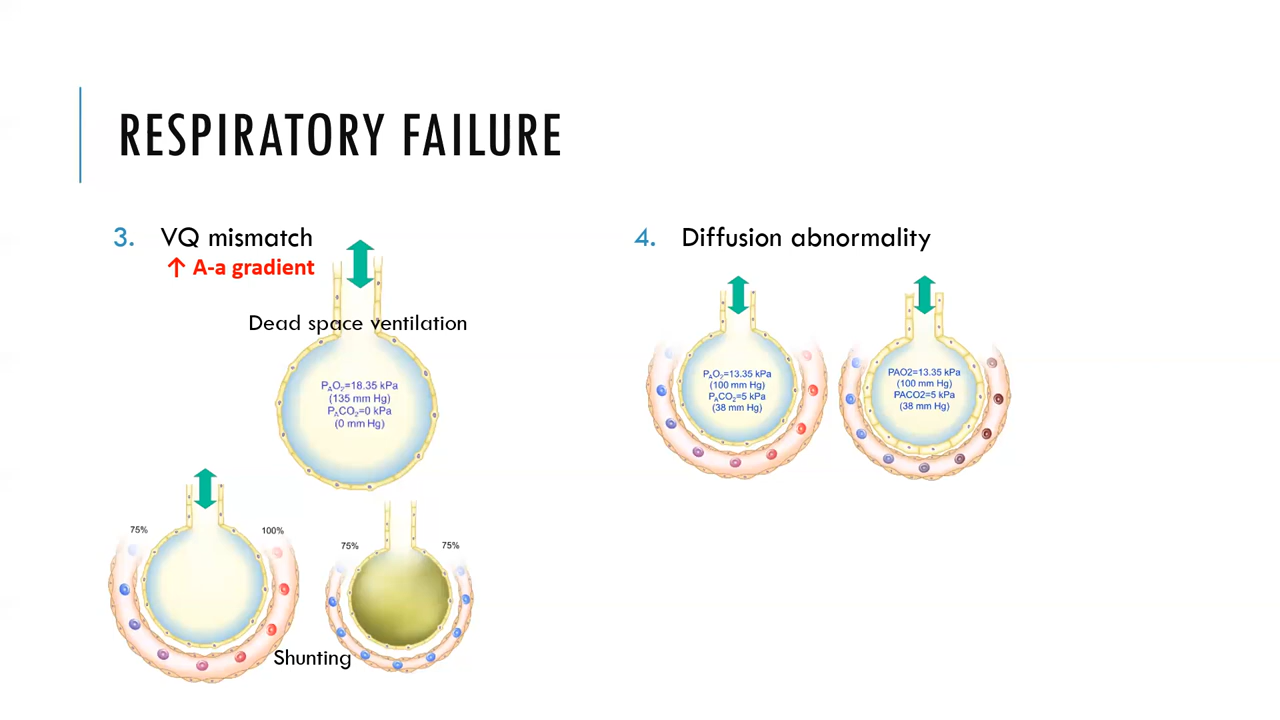 RESPIRATORY FAILURE
3. VQ mismatch
↑ A-a gradient
Dead space ventilation
PAO2=18.35 kPa
(135 mm Hg)
PACO2=0 kPa
(0 mm Hg)
75%
100%
75%
75%
Shunting
4. Diffusion abnormality
PAO2=13.35 kPa
(100 mm Hg)
PACO2=5 kPa
(38 mm Hg)
PAO2=13.35 kPa
(100 mm Hg)
PACO2=5 kPa
(38 mm Hg)